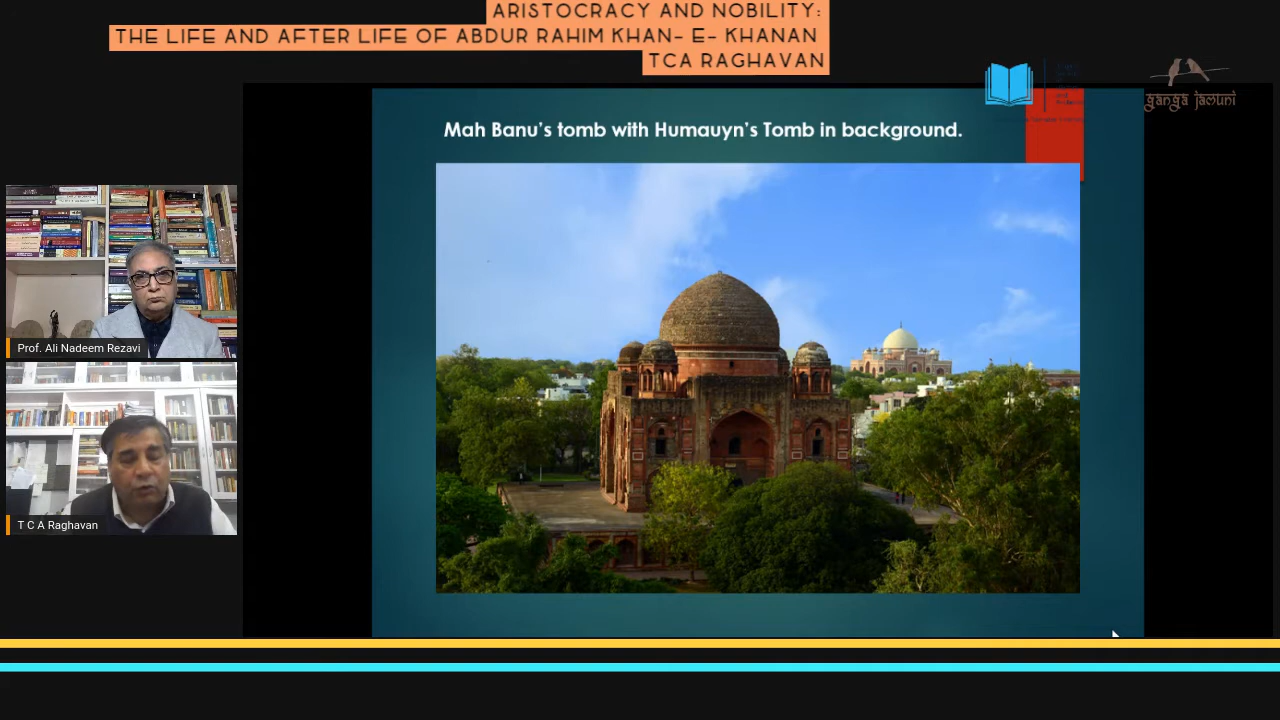 ARISTOCRACY AND NOBILITY:
THE LIFE AND AFTER LIFE OF ABDUR RAHIM KHAN- E- KHANAN
TCA RAGHAVAN
ganga jamuni
Mah Banu's tomb with Humauyn's Tomb in background.
Prof. Ali Nadeem Rezavi
T C A Raghavan